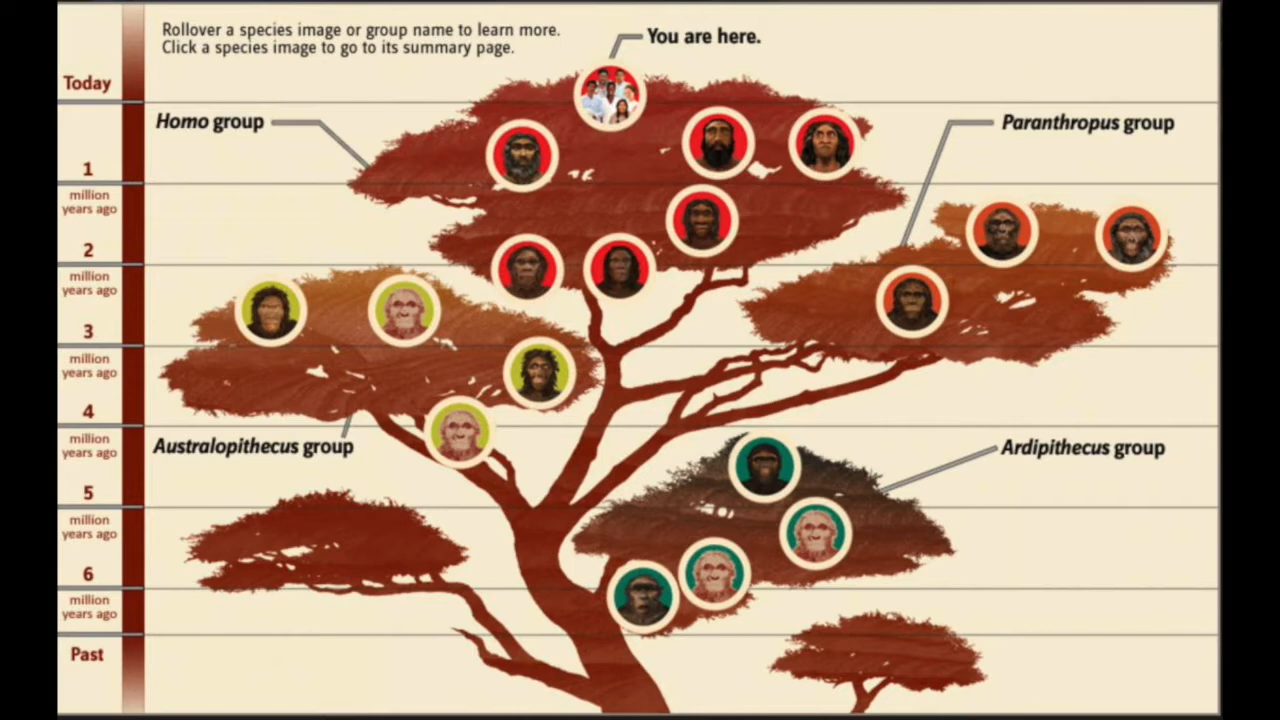 Rollover a species image or group name to learn more.
Click a species image to go to its summary page.
You are here.
Today
Homo group
Paranthropus group
1
million
years ago
2
million
years ago
3
million
years ago
4
million
years ago
Australopithecus group
Ardipithecus group
5
million
years ago
6
million
years ago
Past